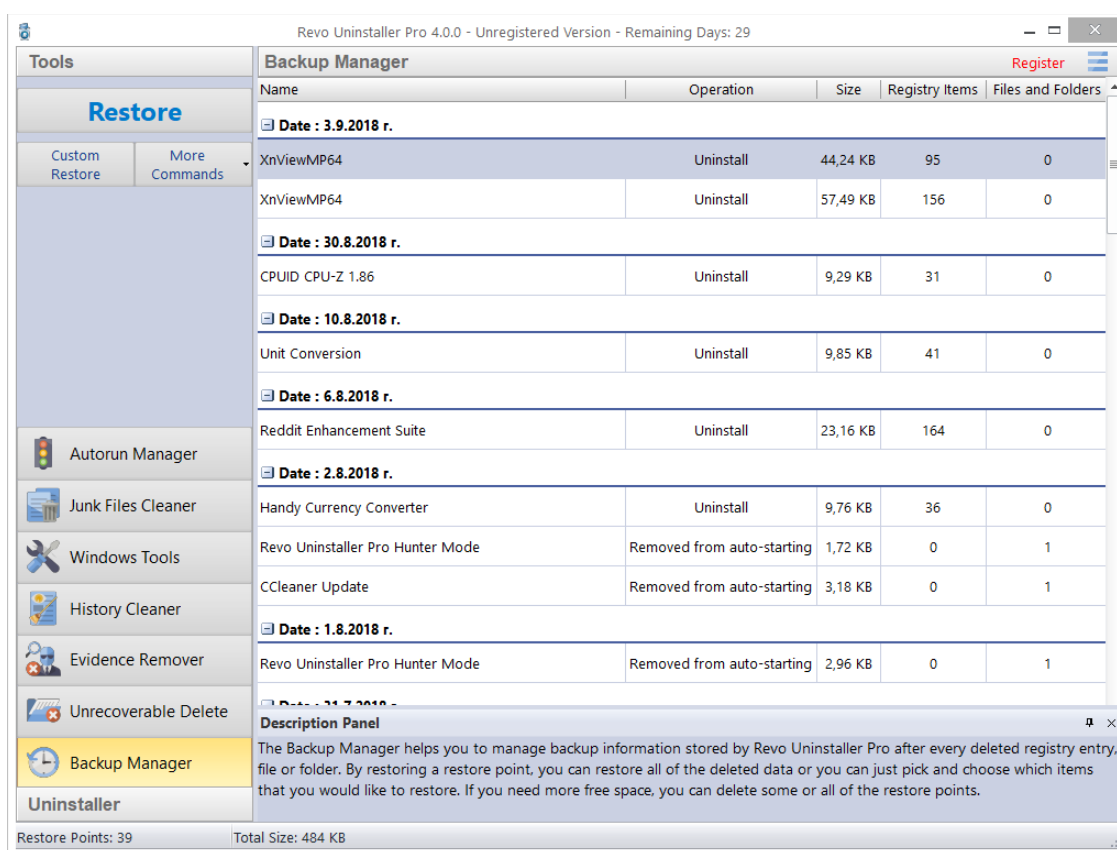 Revo Uninstaller Pro 4.0.0 - Unregistered Version - Remaining Days: 29
Tools
Backup Manager
Register
Restore
Custom Restore
More Commands
Name Operation Size Registry Items Files and Folders
Date : 3.9.2018 г.
XnViewMP64 Uninstall 44,24 KB 95 0
XnViewMP64 Uninstall 57,49 KB 156 0
Date : 30.8.2018 г.
CPUID CPU-Z 1.86 Uninstall 9,29 KB 31 0
Date : 10.8.2018 г.
Unit Conversion Uninstall 9,85 KB 41 0
Date : 6.8.2018 г.
Reddit Enhancement Suite Uninstall 23,16 KB 164 0
Date : 2.8.2018 г.
Handy Currency Converter Uninstall 9,76 KB 36 0
Revo Uninstaller Pro Hunter Mode Removed from auto-starting 1,72 KB 0 1
CCleaner Update Removed from auto-starting 3,18 KB 0 1
Date : 1.8.2018 г.
Revo Uninstaller Pro Hunter Mode Removed from auto-starting 2,96 KB 0 1
Autorun Manager
Junk Files Cleaner
Windows Tools
History Cleaner
Evidence Remover
Unrecoverable Delete
Backup Manager
Uninstaller
Description Panel
The Backup Manager helps you to manage backup information stored by Revo Uninstaller Pro after every deleted registry entry,
file or folder. By restoring a restore point, you can restore all of the deleted data or you can just pick and choose which items
that you would like to restore. If you need more free space, you can delete some or all of the restore points.
Restore Points: 39
Total Size: 484 KB